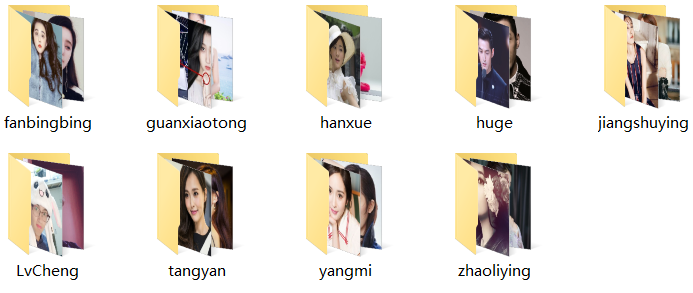 fanbingbing
guanxiaotong
hanxue
huge
jiangshuying
LvCheng
tangyan
yangmi
zhaoliying